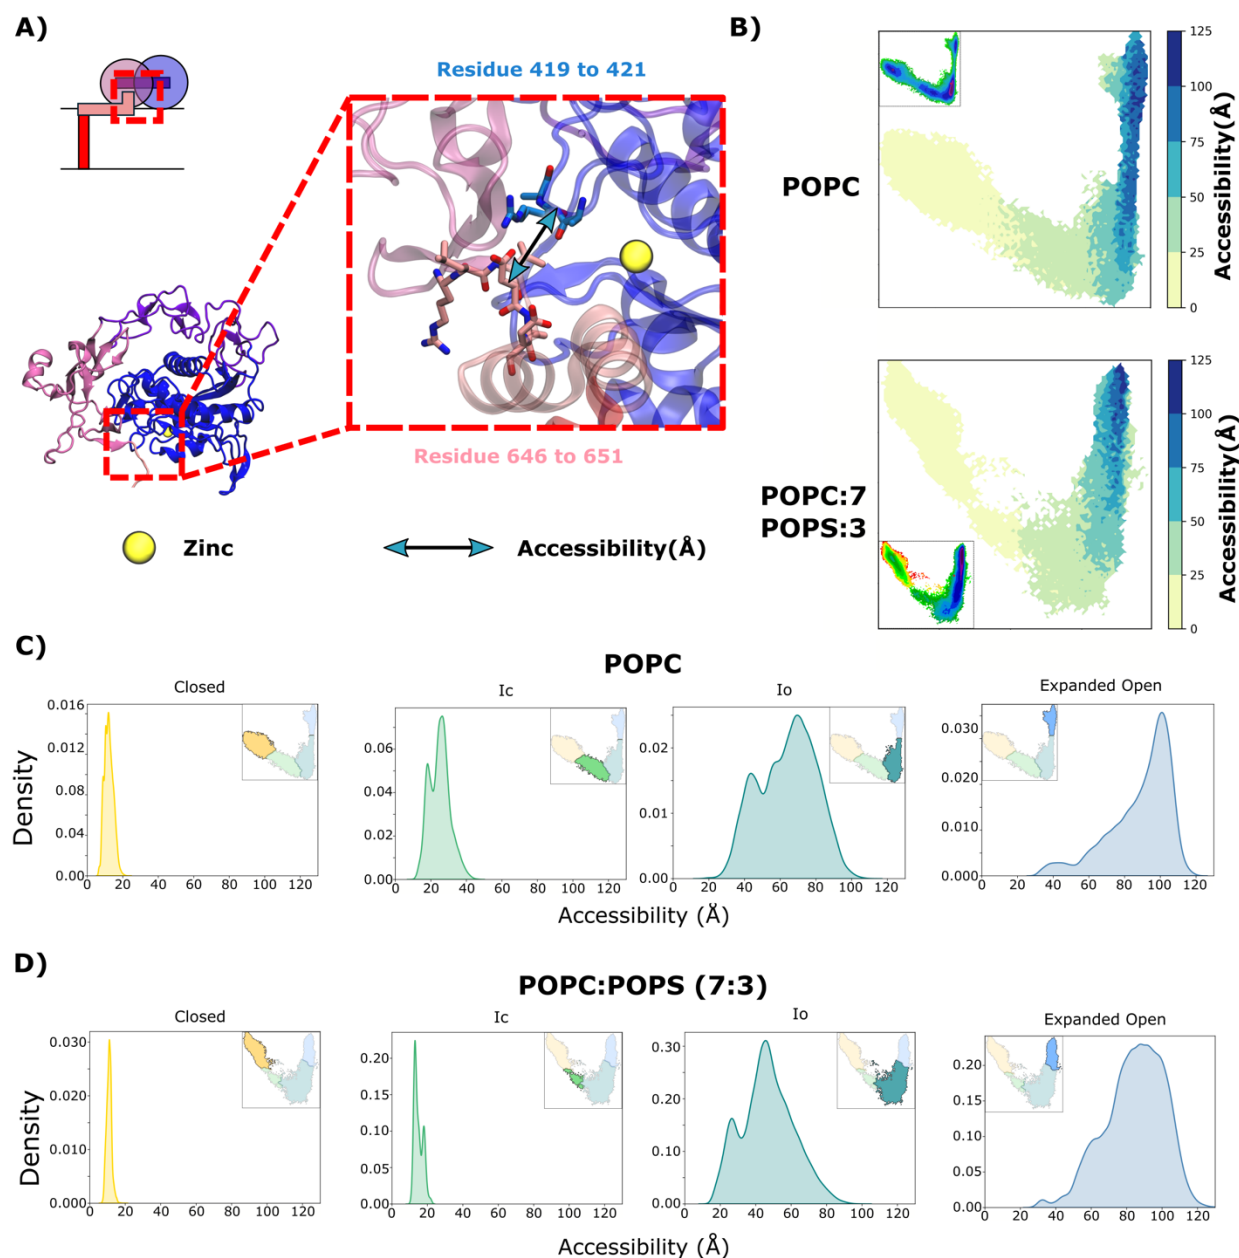 A)
Residue 419 to 421
Residue 646 to 651
Zinc
Accessibility(Å)
B)
POPC
125
100
75
50
25
0
Accessibility(Å)
POPC:7
POPS:3
125
100
75
50
25
0
Accessibility(Å)
C)
POPC
Closed
Ic
Io
Expanded Open
Density
0.016
0.012
0.08
0.04
0.00
0 20 40 60 80 100 120
0.06
0.04
0.02
0.00
0 20 40 60 80 100 120
0.02
0.01
0.00
0 20 40 60 80 100 120
0.030
0.020
0.010
0.000
0 20 40 60 80 100 120
Accessibility (Å)
D)
POPC:POPS (7:3)
Closed
Ic
Io
Expanded Open
Density
0.030
0.020
0.010
0.000
0 20 40 60 80 100 120
0.20
0.15
0.10
0.05
0.00
0 20 40 60 80 100 120
0.30
0.20
0.10
0.00
0 20 40 60 80 100 120
0.20
0.15
0.10
0.05
0.00
0 20 40 60 80 100 120
Accessibility (Å)